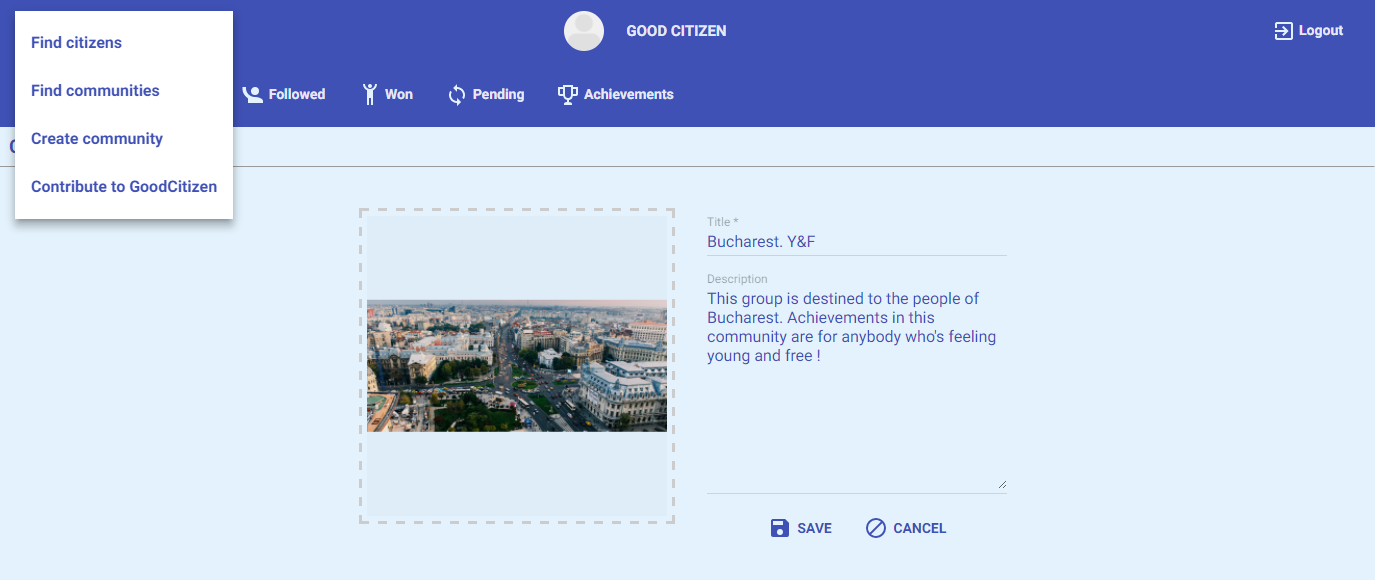 Find citizens
Find communities
Create community
Contribute to GoodCitizen
GOOD CITIZEN
Logout
Followed
Won
Pending
Achievements
Title *
Bucharest. Y&F
Description
This group is destined to the people of
Bucharest. Achievements in this
community are for anybody who's feeling
young and free !
SAVE
CANCEL